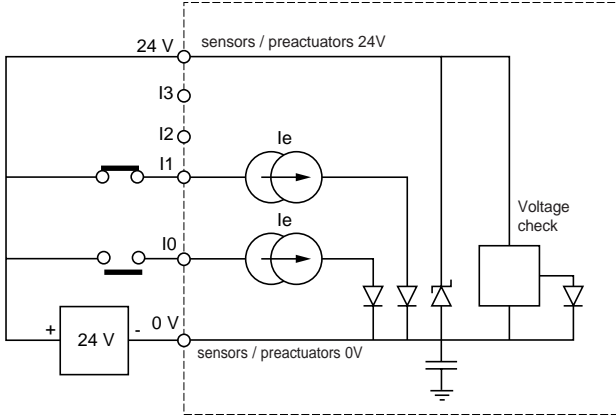 24 V
sensors / preactuators 24V
I3
I2
I1
Ie
Ie
I0
Voltage
check
+
24 V
-
0 V
sensors / preactuators 0V